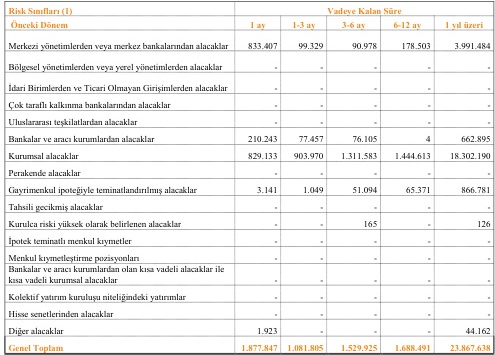 Risk Sınıfları (1) Vadeye Kalan Süre
Önceki Dönem 1 ay 1-3 ay 3-6 ay 6-12 ay 1 yıl üzeri
Merkezi yönetimlerden veya merkez bankalarından alacaklar 833.407 99.329 90.978 178.503 3.991.484
Bölgesel yönetimlerden veya yerel yönetimlerden alacaklar - - - - -
İdari Birimlerden ve Ticari Olmayan Girişimlerden alacaklar - - - - -
Çok taraflı kalkınma bankalarından alacaklar - - - - -
Uluslararası teşkilatlardan alacaklar - - - - -
Bankalar ve aracı kurumlardan alacaklar 210.243 77.457 76.105 4 662.895
Kurumsal alacaklar 829.133 903.970 1.311.583 1.444.613 18.302.190
Perakende alacaklar - - - - -
Gayrimenkul ipoteğiyle teminatlandırılmış alacaklar 3.141 1.049 51.094 65.371 866.781
Tahsili gecikmiş alacaklar - - - - -
Kurulca riski yüksek olarak belirlenen alacaklar - - 165 - 126
İpotek teminatlı menkul kıymetler - - - - -
Menkul kıymetleştirme pozisyonları - - - - -
Bankalar ve aracı kurumlardan olan kısa vadeli alacaklar ile
kısa vadeli kurumsal alacaklar - - - - -
Kolektif yatırım kuruluşu niteliğindeki yatırımlar - - - - -
Hisse senetlerinden alacaklar - - - - -
Diğer alacaklar 1.923 - - - 44.162
Genel Toplam 1.877.847 1.081.805 1.529.925 1.688.491 23.867.638